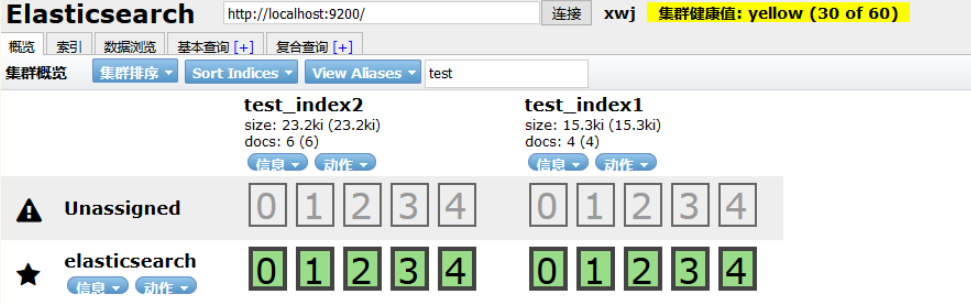 Elasticsearch http://localhost:9200/ 连接 xwj 集群健康值: yellow (30 of 60)
概览 索引 数据浏览 基本查询 [+] 复合查询 [+]
集群概览 集群排序 Sort Indices View Aliases test
test_index2 test_index1
size: 23.2ki (23.2ki) size: 15.3ki (15.3ki)
docs: 6 (6) docs: 4 (4)
信息 动作 信息 动作
Unassigned 0 1 2 3 4 0 1 2 3 4
elasticsearch 0 1 2 3 4 0 1 2 3 4
信息 动作